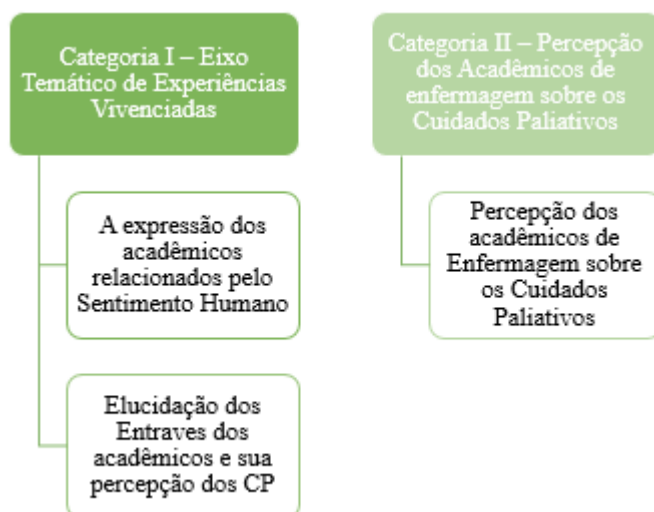 Categoria I – Eixo
Temático de Experiências
Vivenciadas
A expressão dos
acadêmicos
relacionados pelo
Sentimento Humano
Elucidação dos
Entraves dos
acadêmicos e sua
percepção dos CP
Categoria II – Percepção
dos Acadêmicos de
enfermagem sobre os
Cuidados Paliativos
Percepção dos
acadêmicos de
Enfermagem sobre
os Cuidados
Paliativos